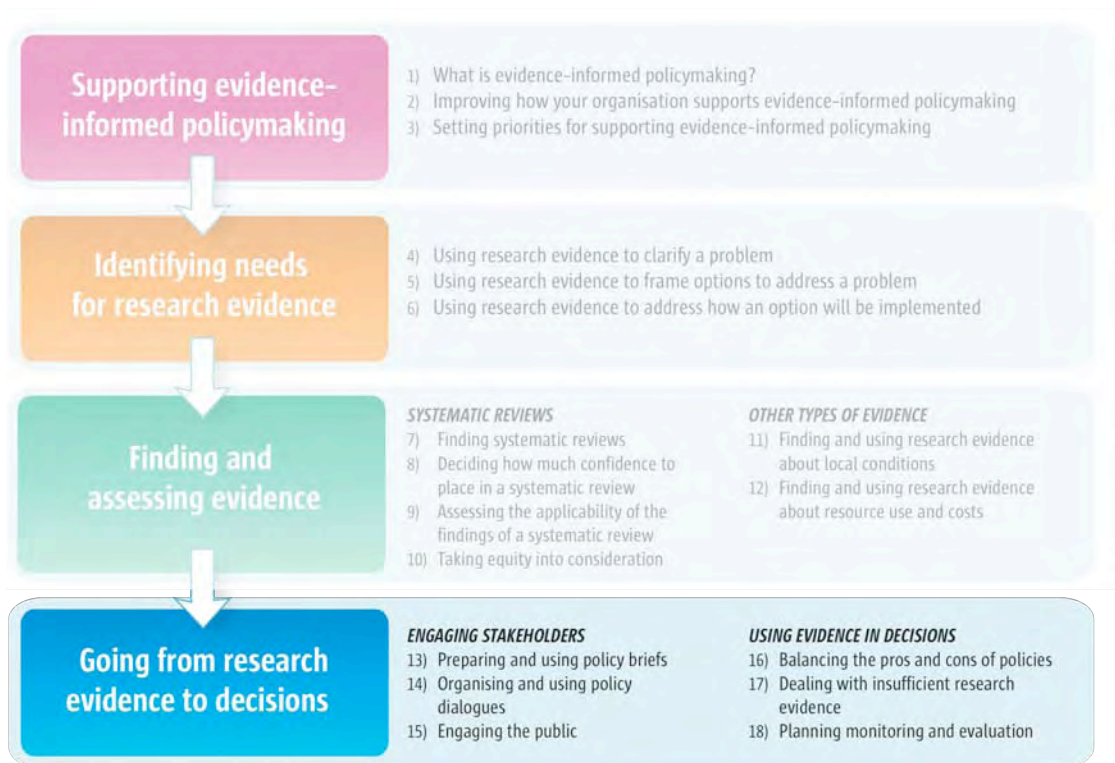 Supporting evidence-
informed policymaking
1) What is evidence-informed policymaking?
2) Improving how your organisation supports evidence-informed policymaking
3) Setting priorities for supporting evidence-informed policymaking
Identifying needs
for research evidence
4) Using research evidence to clarify a problem
5) Using research evidence to frame options to address a problem
6) Using research evidence to address how an option will be implemented
Finding and
assessing evidence
SYSTEMATIC REVIEWS
7) Finding systematic reviews
8) Deciding how much confidence to
place in a systematic review
9) Assessing the applicability of the
findings of a systematic review
10) Taking equity into consideration
OTHER TYPES OF EVIDENCE
11) Finding and using research evidence
about local conditions
12) Finding and using research evidence
about resource use and costs
Going from research
evidence to decisions
ENGAGING STAKEHOLDERS
13) Preparing and using policy briefs
14) Organising and using policy
dialogues
15) Engaging the public
USING EVIDENCE IN DECISIONS
16) Balancing the pros and cons of policies
17) Dealing with insufficient research
evidence
18) Planning monitoring and evaluation